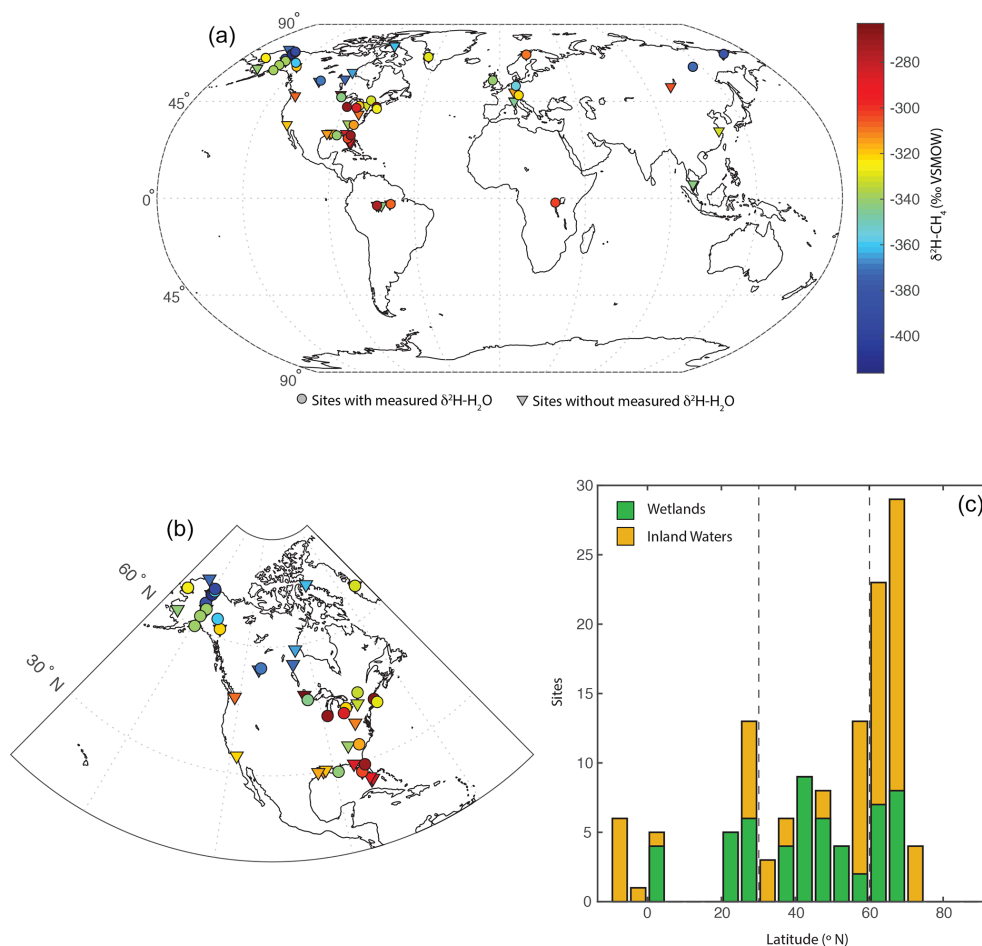 (a)
90°
45°
0°
45°
90°
-280
-300
-320
-340
-360
-380
-400
δ²H-CH₄ (‰ VSMOW)
Sites with measured δ²H-H₂O
Sites without measured δ²H-H₂O
(b)
60° N
30° N
(c)
30
25
20
15
10
5
0
Sites
Wetlands
Inland Waters
0
20
40
60
80
Latitude (° N)